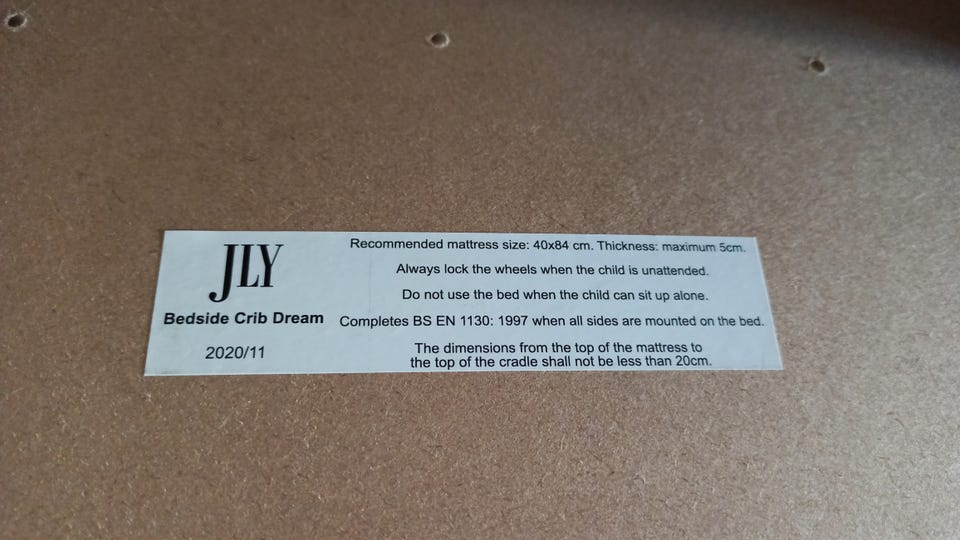 JLY
Bedside Crib Dream
2020/11
Recommended mattress size: 40x84 cm. Thickness: maximum 5cm.
Always lock the wheels when the child is unattended.
Do not use the bed when the child can sit up alone.
Completes BS EN 1130: 1997 when all sides are mounted on the bed.
The dimensions from the top of the mattress to
the top of the cradle shall not be less than 20cm.